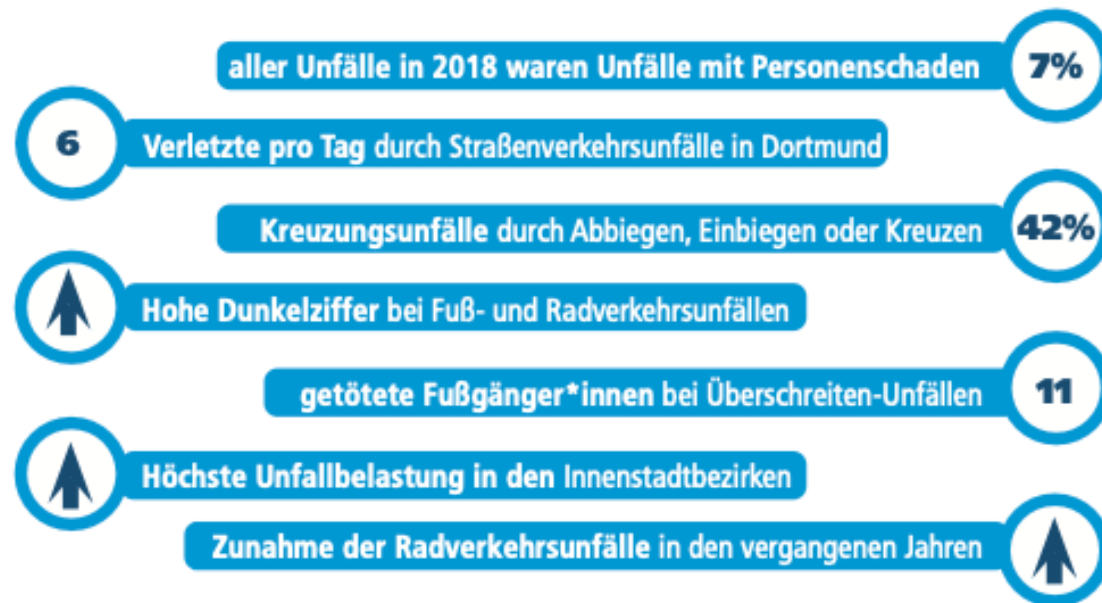 aller Unfälle in 2018 waren Unfälle mit Personenschaden 7%
6 Verletzte pro Tag durch Straßenverkehrsunfälle in Dortmund
Kreuzungsunfälle durch Abbiegen, Einbiegen oder Kreuzen 42%
Hohe Dunkelziffer bei Fuß- und Radverkehrsunfällen
getötete Fußgänger*innen bei Überschreiten-Unfällen 11
Höchste Unfallbelastung in den Innenstadtbezirken
Zunahme der Radverkehrsunfälle in den vergangenen Jahren